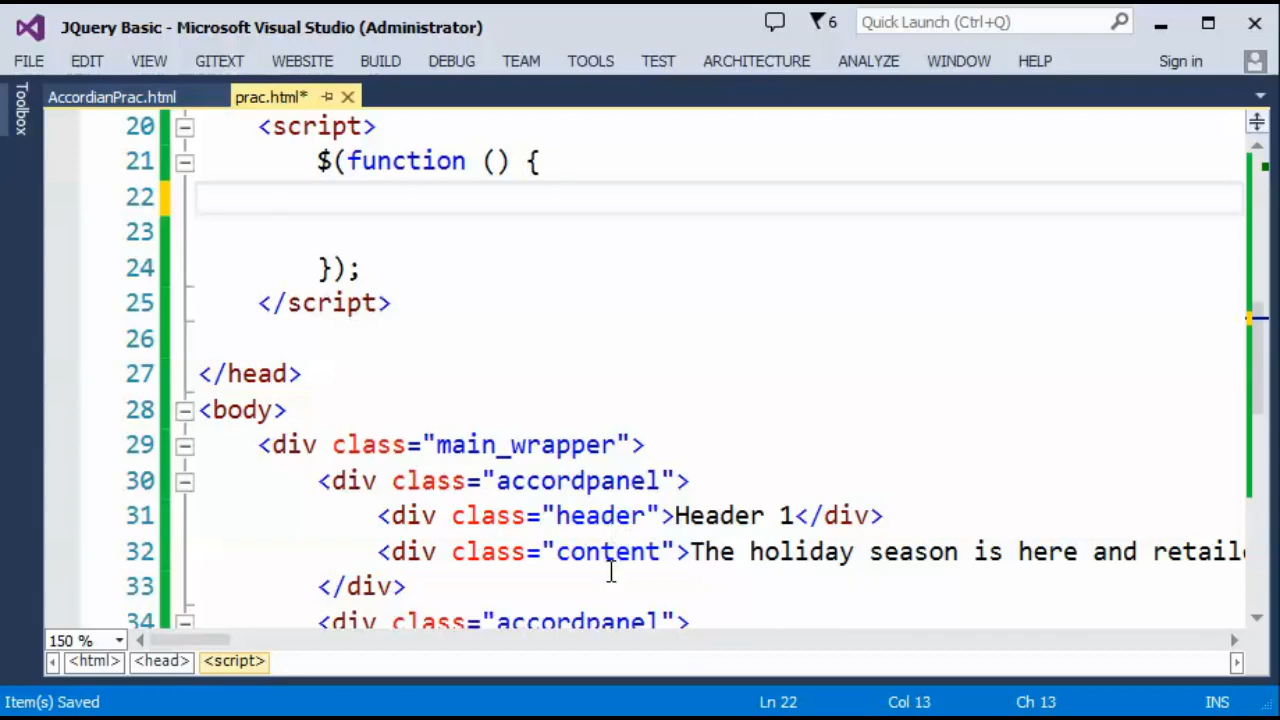 JQuery Basic - Microsoft Visual Studio (Administrator)
6
Quick Launch (Ctrl+Q)
FILE EDIT VIEW GITEXT WEBSITE BUILD DEBUG TEAM TOOLS TEST ARCHITECTURE ANALYZE WINDOW HELP Sign in
Toolbox
AccordianPrac.html prac.html*
20 <script>
21 $(function () {
22
23
24 });
25 </script>
26
27 </head>
28 <body>
29 <div class="main_wrapper">
30 <div class="accordpanel">
31 <div class="header">Header 1</div>
32 <div class="content">The holiday season is here and retaile
33 </div>
34 <div class="accordpanel">
150 %
<html> <head> <script>
Item(s) Saved Ln 22 Col 13 Ch 13 INS